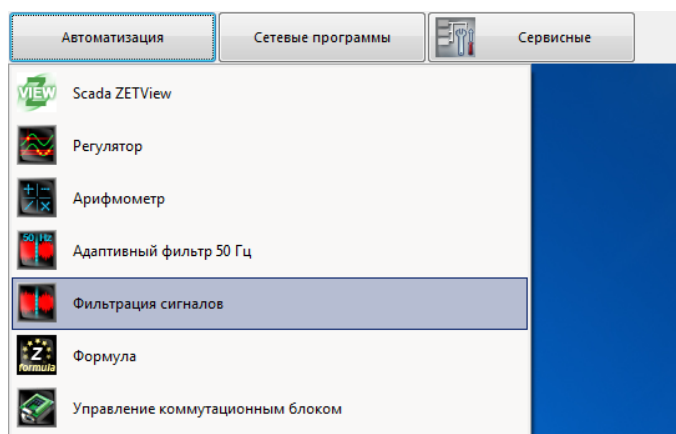 Автоматизация
Сетевые программы
Сервисные
VIEW
Scada ZETView
Регулятор
Арифмометр
50 Hz
Адаптивный фильтр 50 Гц
Фильтрация сигналов
Z
formula
Формула
Управление коммутационным блоком